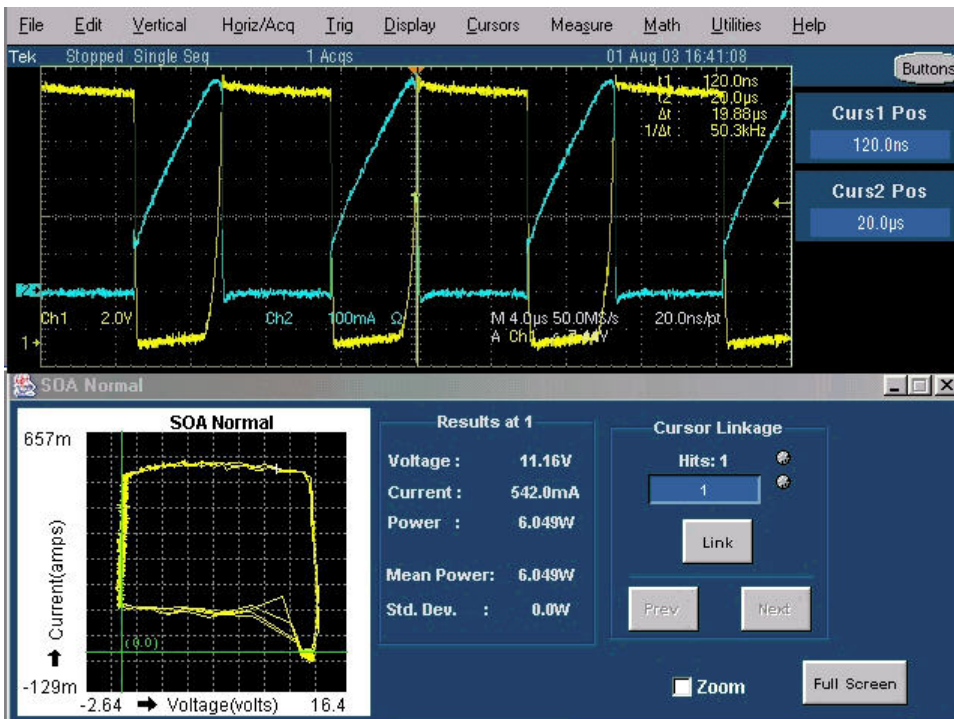 File Edit Vertical Horiz/Acq Trig Display Cursors Measure Math Utilities Help
Tek Stopped Single Seq 1 Acqs 01 Aug 03 16:41:08
Buttons
t1 : 120.0ns
t2 : 20.0µs
Δt : 19.88µs
1/Δt : 50.3kHz
Curs1 Pos
120.0ns
Curs2 Pos
20.0µs
2
Ch1 2.0V Ch2 100mA Ω M 4.0µs 50.0MS/s 20.0ns/pt
A Ch1
1
SOA Normal
SOA Normal
657m
Current(amps)
(0.0)
-129m
-2.64 Voltage(volts) 16.4
Results at 1
Voltage : 11.16V
Current : 542.0mA
Power : 6.049W
Mean Power: 6.049W
Std. Dev. : 0.0W
Cursor Linkage
Hits: 1
1
Link
Prev Next
Zoom
Full Screen